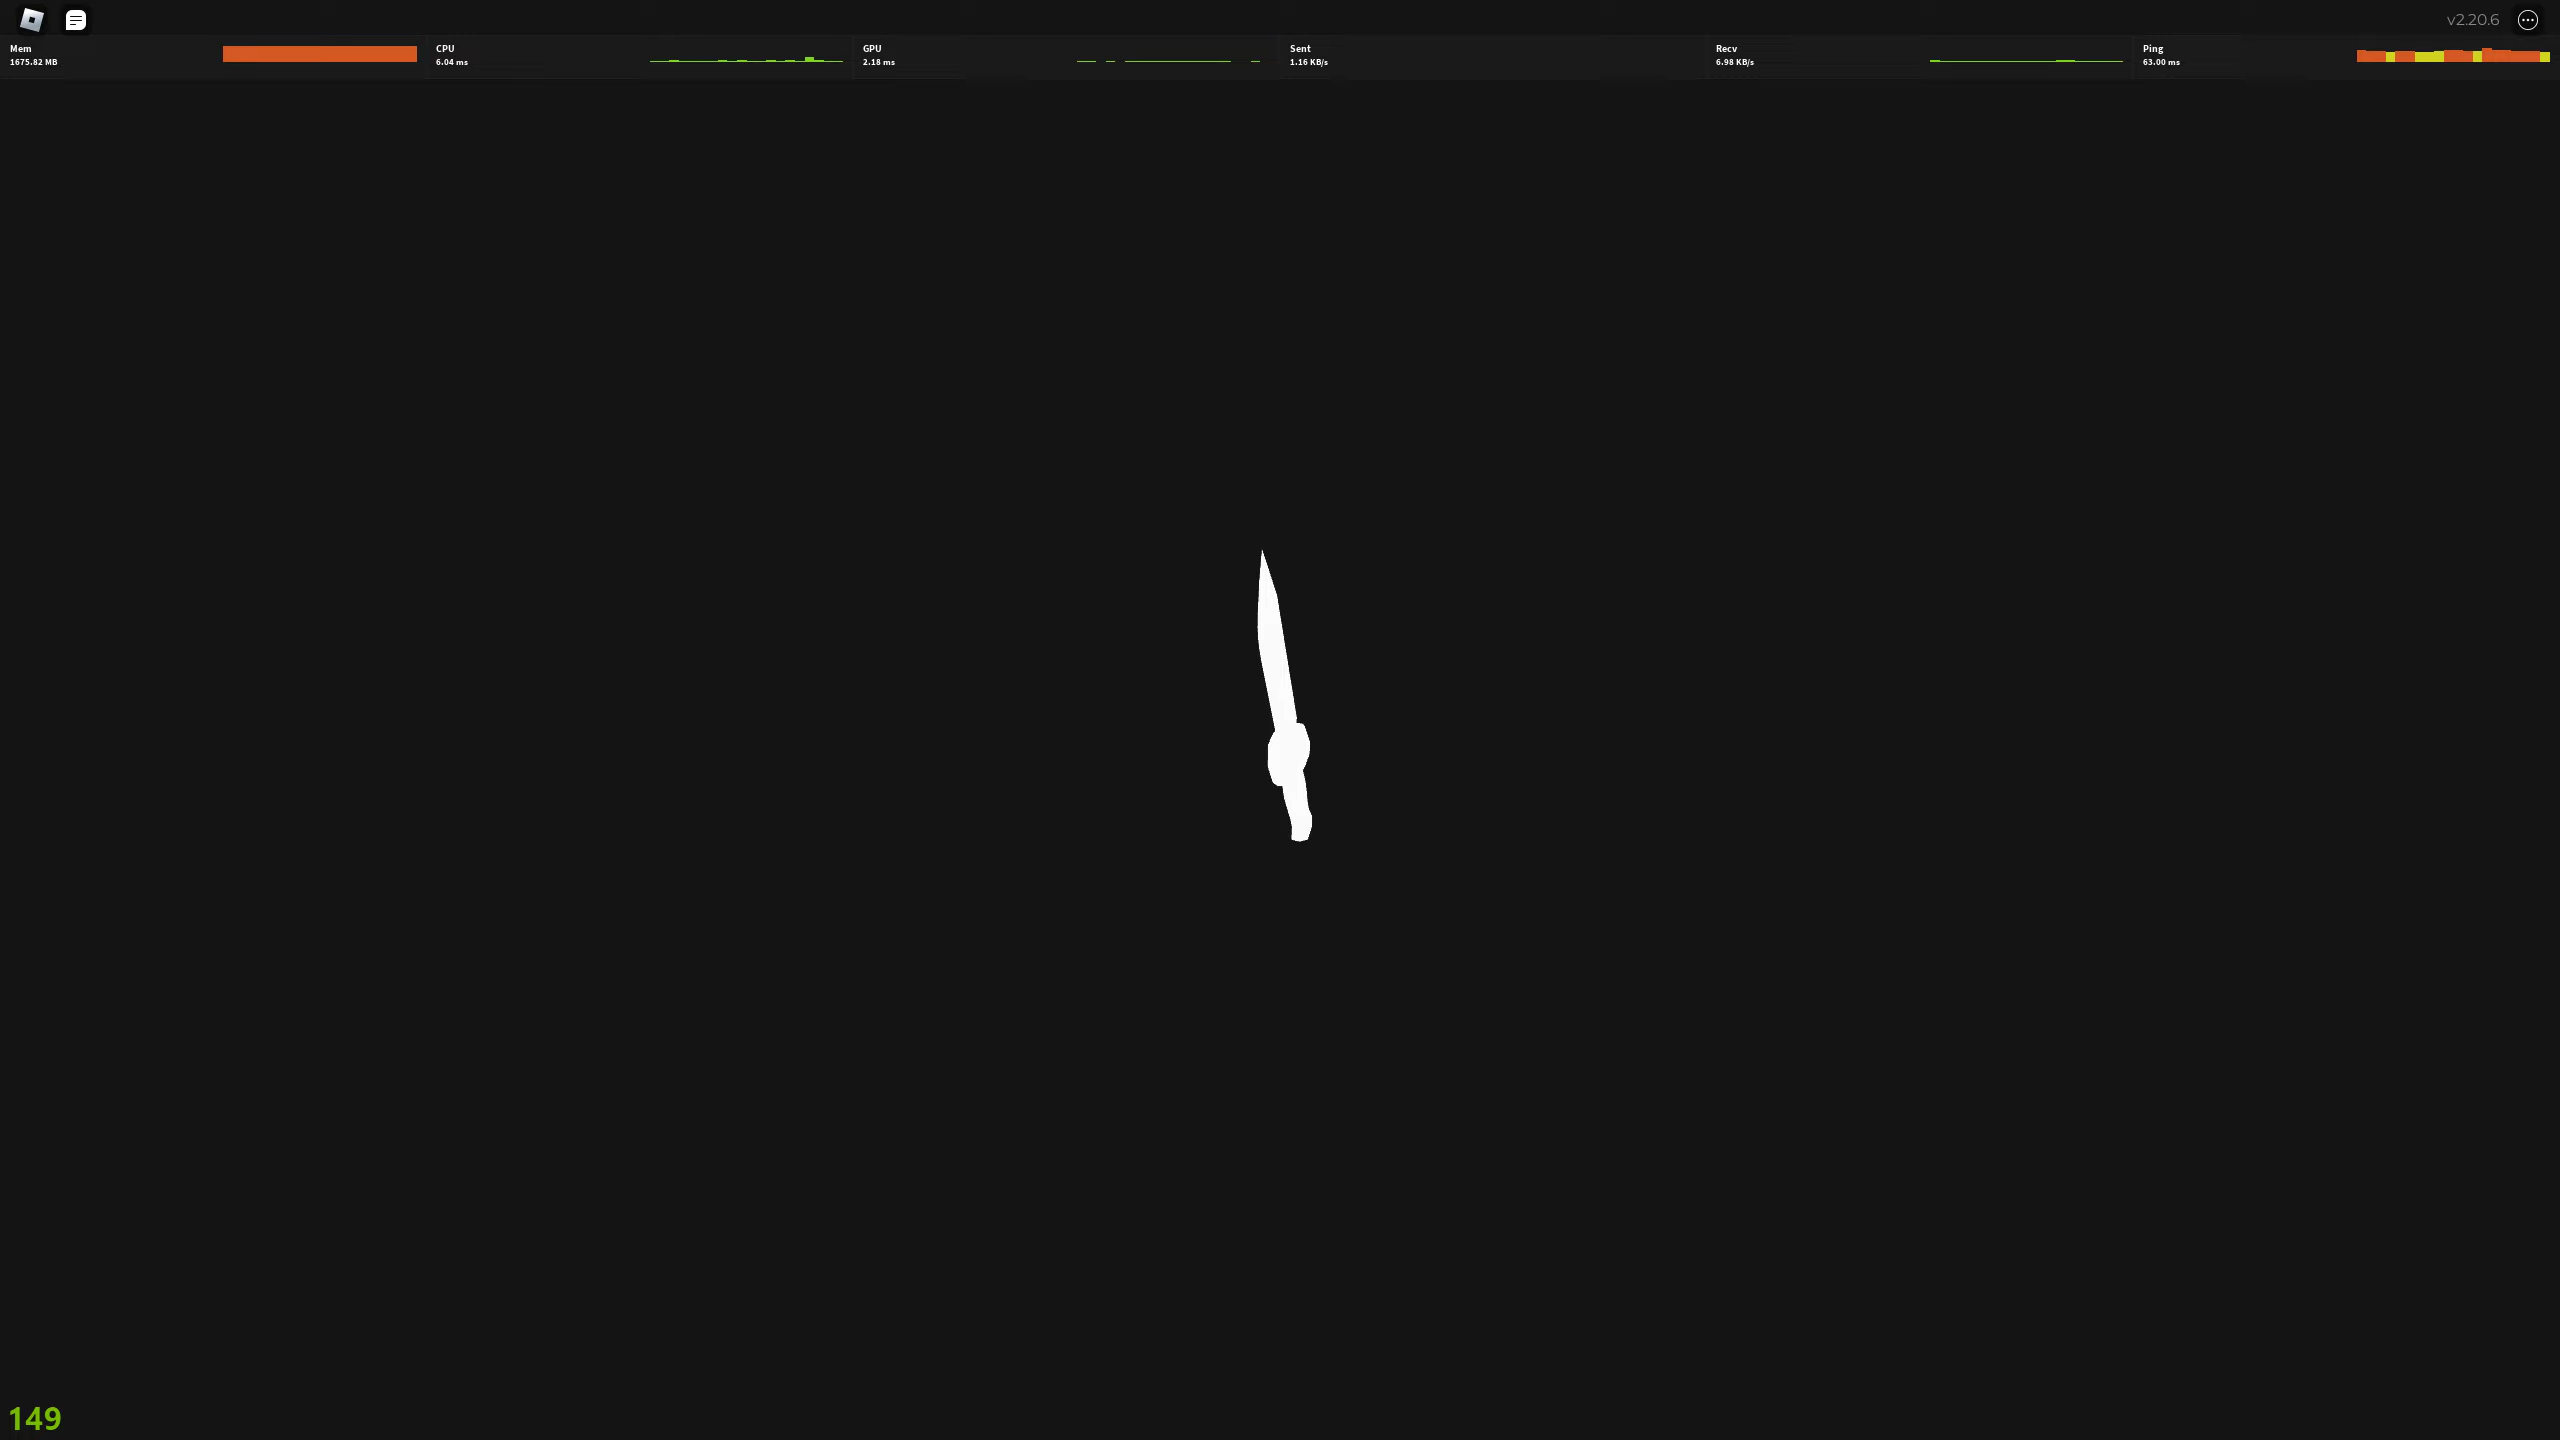 v2.20.6
Mem
1675.82 MB
CPU
6.04 ms
GPU
2.18 ms
Sent
1.16 KB/s
Recv
6.98 KB/s
Ping
63.00 ms
149